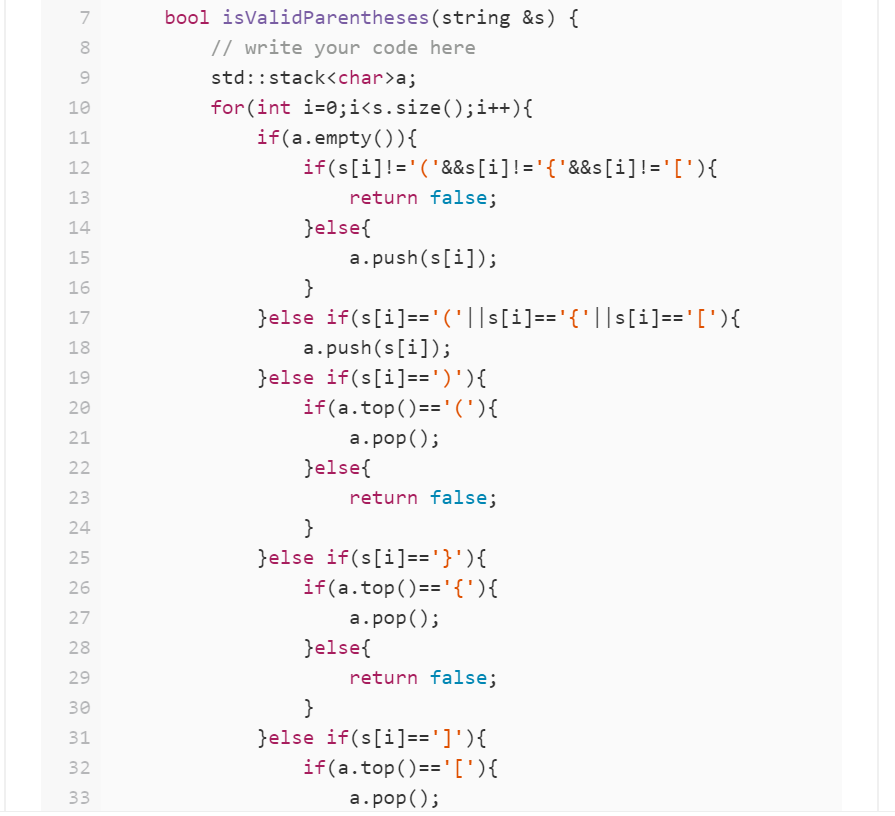 7 bool isValidParentheses(string &s) {
8 // write your code here
9 std::stack<char>a;
10 for(int i=0;i<s.size();i++){
11 if(a.empty()){
12 if(s[i]!='('&&s[i]!='{'&&s[i]!='['){
13 return false;
14 }else{
15 a.push(s[i]);
16 }
17 }else if(s[i]=='('||s[i]=='{'||s[i]=='['){
18 a.push(s[i]);
19 }else if(s[i]==')'){
20 if(a.top()=='('){
21 a.pop();
22 }else{
23 return false;
24 }
25 }else if(s[i]=='}'){
26 if(a.top()=='{'){
27 a.pop();
28 }else{
29 return false;
30 }
31 }else if(s[i]==']'){
32 if(a.top()=='['){
33 a.pop();